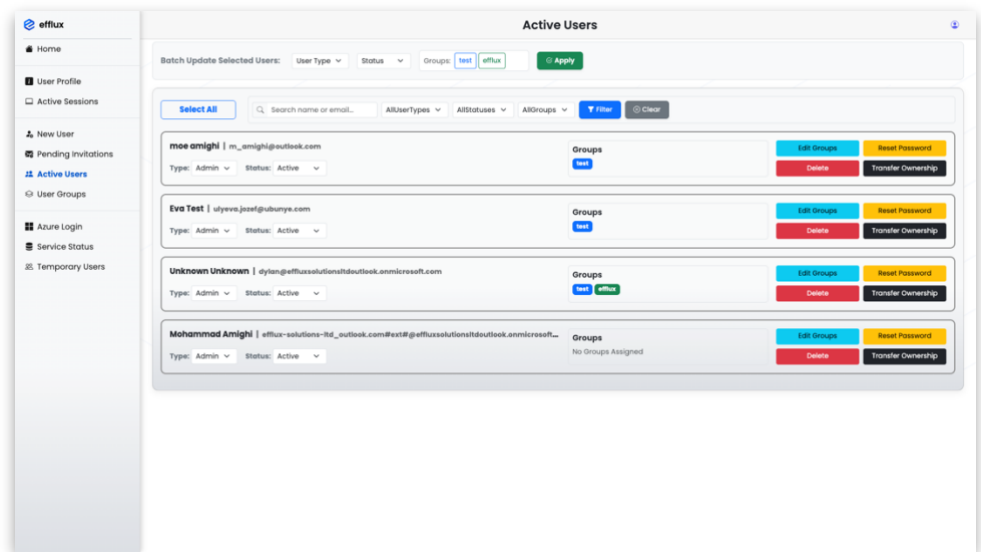 efflux
Active Users
Home
User Profile
Active Sessions
New User
Pending Invitations
Active Users
User Groups
Azure Login
Service Status
Temporary Users
Batch Update Selected Users: User Type Status Groups: test efflux Apply
Select All Search name or email... AllUserTypes AllStatuses AllGroups Filter Clear
moe amighi | m_amighi@outlook.com
Type: Admin Status: Active
Groups
test
Edit Groups Reset Password
Delete Transfer Ownership
Eva Test | ulyeva.jezef@ubunye.com
Type: Admin Status: Active
Groups
test
Edit Groups Reset Password
Delete Transfer Ownership
Unknown Unknown | dylan@effluxsolutionsltdoutlook.onmicrosoft.com
Type: Admin Status: Active
Groups
test efflux
Edit Groups Reset Password
Delete Transfer Ownership
Mohammad Amighi | efflux-solutions-ltd_outlook.com#ext#@effluxsolutionsltdoutlook.onmicrosoft...
Type: Admin Status: Active
Groups
No Groups Assigned
Edit Groups Reset Password
Delete Transfer Ownership